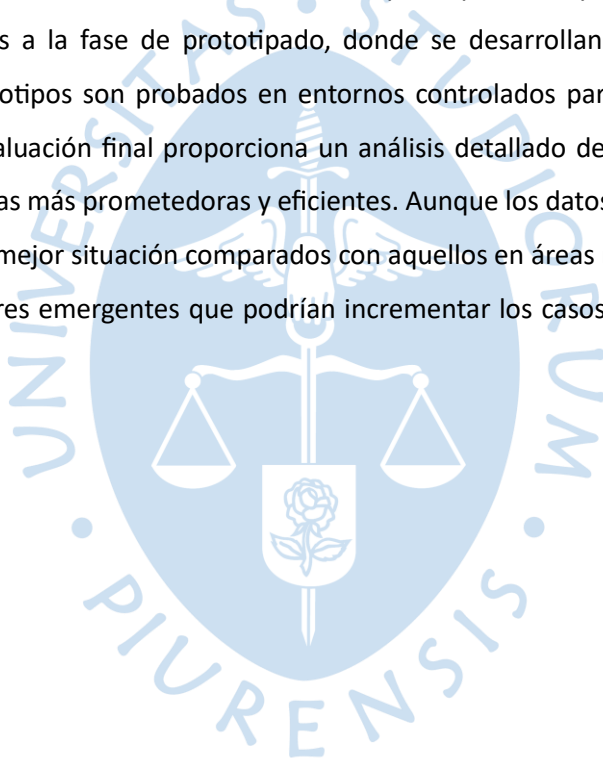 s a la fase de prototipado, donde se desarrollan
otipos son probados en entornos controlados par
aluación final proporciona un análisis detallado de
as más prometedoras y eficientes. Aunque los datos
mejor situación comparados con aquellos en áreas
res emergentes que podrían incrementar los casos
UNIVERSITAS • STUDIORUM • PIURENSIS •